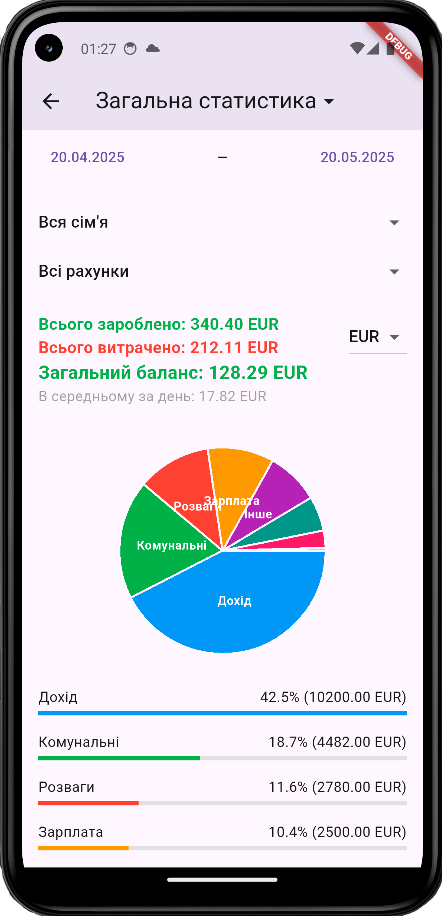 01:27
DEBUG
Загальна статистика
20.04.2025 – 20.05.2025
Вся сім'я
Всі рахунки
Всього зароблено: 340.40 EUR
Всього витрачено: 212.11 EUR
EUR
Загальний баланс: 128.29 EUR
В середньому за день: 17.82 EUR
Зарплата
Розваги
Інше
Комунальні
Дохід
Дохід 42.5% (10200.00 EUR)
Комунальні 18.7% (4482.00 EUR)
Розваги 11.6% (2780.00 EUR)
Зарплата 10.4% (2500.00 EUR)